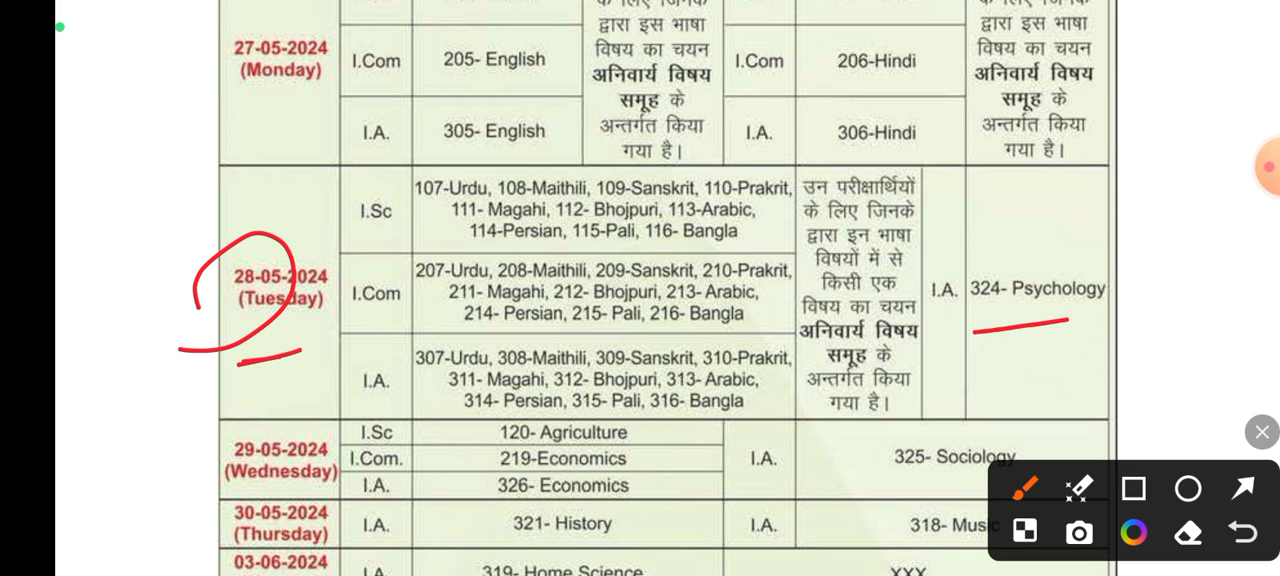 के लिए जिनके
द्वारा इस भाषा
विषय का चयन
अनिवार्य विषय
समूह के
अन्तर्गत किया
गया है।
के लिए जिनके
द्वारा इस भाषा
विषय का चयन
अनिवार्य विषय
समूह के
अन्तर्गत किया
गया है।
27-05-2024
(Monday)
I.Com
205- English
I.Com
206-Hindi
I.A.
305- English
I.A.
306-Hindi
28-05-2024
(Tuesday)
I.Sc
107-Urdu, 108-Maithili, 109-Sanskrit, 110-Prakrit,
111- Magahi, 112- Bhojpuri, 113-Arabic,
114-Persian, 115-Pali, 116- Bangla
I.Com
207-Urdu, 208-Maithili, 209-Sanskrit, 210-Prakrit,
211- Magahi, 212- Bhojpuri, 213- Arabic,
214- Persian, 215- Pali, 216- Bangla
I.A.
307-Urdu, 308-Maithili, 309-Sanskrit, 310-Prakrit,
311- Magahi, 312- Bhojpuri, 313- Arabic,
314- Persian, 315- Pali, 316- Bangla
उन परीक्षार्थियों
के लिए जिनके
द्वारा इन भाषा
विषयों में से
किसी एक
विषय का चयन
अनिवार्य विषय
समूह के
अन्तर्गत किया
गया है।
I.A.
324- Psychology
29-05-2024
(Wednesday)
I.Sc
120- Agriculture
I.Com.
219-Economics
I.A.
326- Economics
I.A.
325- Sociology
30-05-2024
(Thursday)
I.A.
321- History
I.A.
318- Music
03-06-2024
I.A.
319- Home Science
XXX